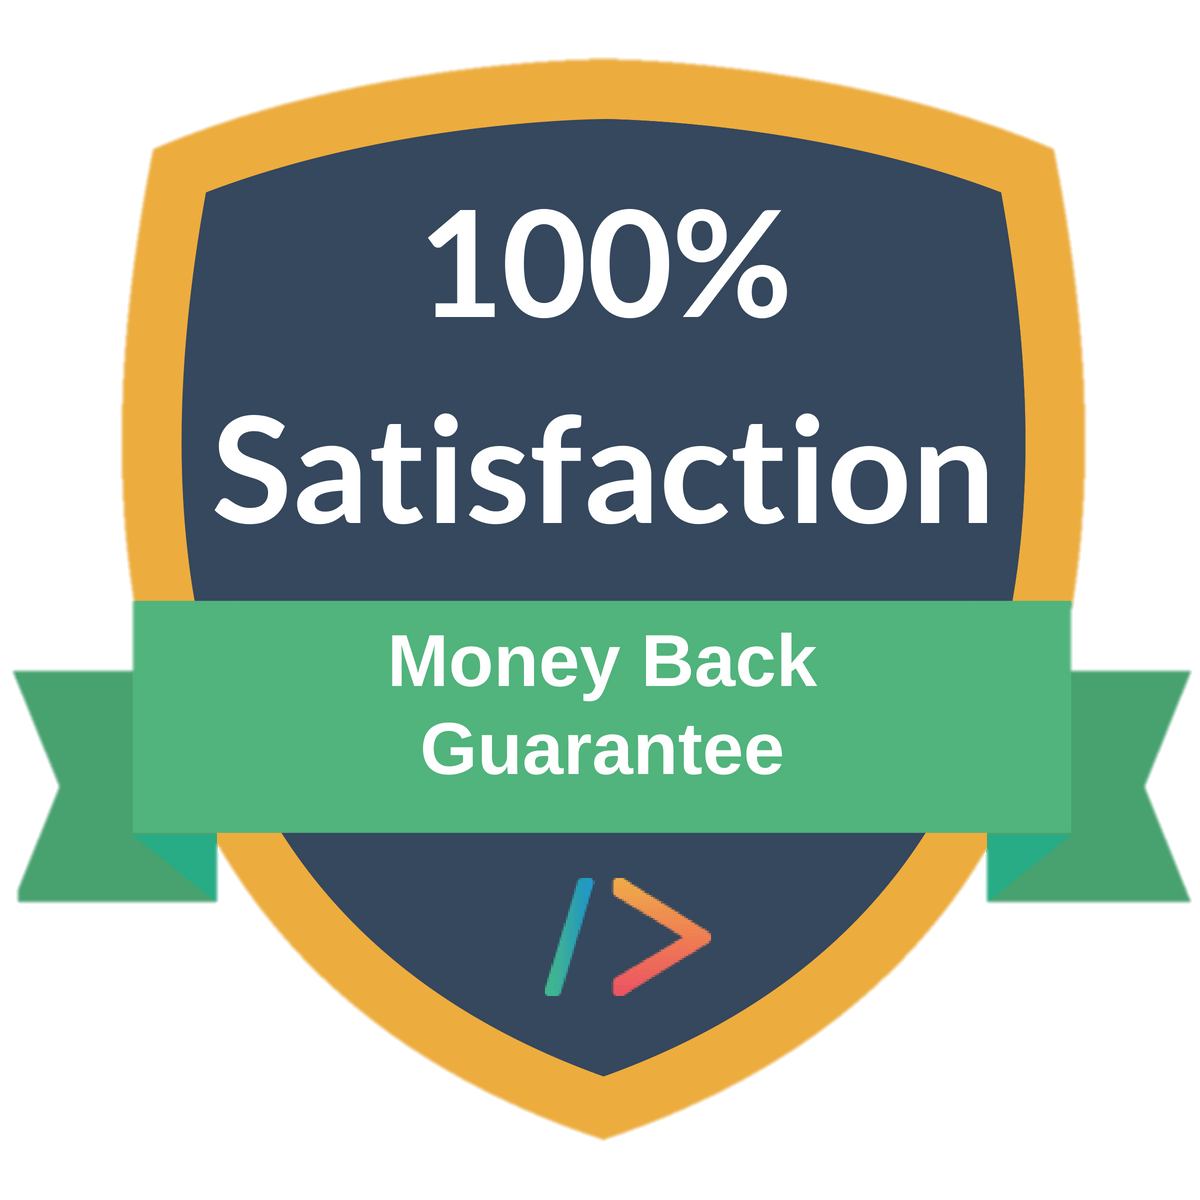 100%
Satisfaction
Money Back
Guarantee
/>